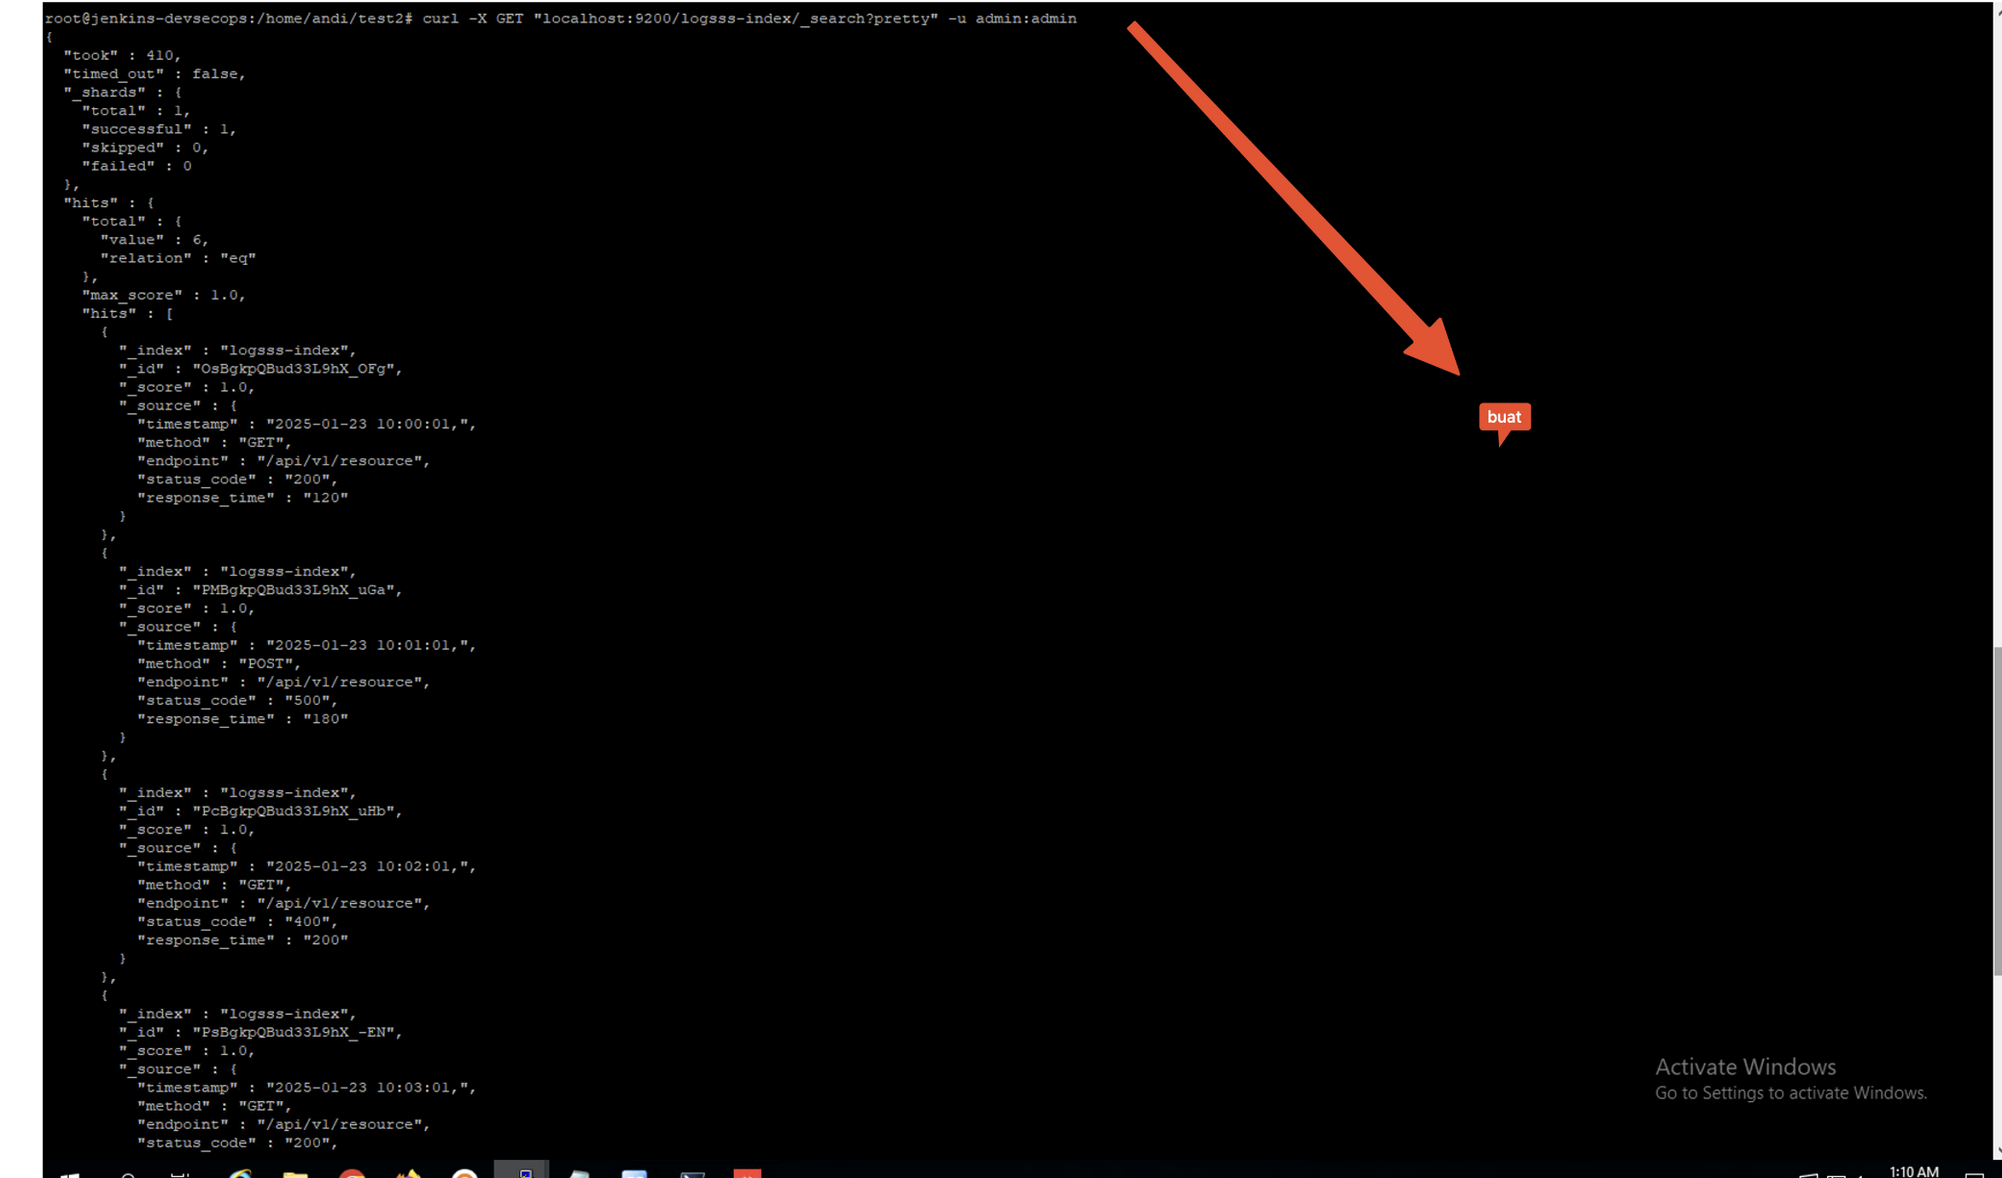 root@jenkins-devsecops:/home/andi/test2# curl -X GET "localhost:9200/logsss-index/_search?pretty" -u admin:admin
{
  "took" : 410,
  "timed_out" : false,
  "_shards" : {
    "total" : 1,
    "successful" : 1,
    "skipped" : 0,
    "failed" : 0
  },
  "hits" : {
    "total" : {
      "value" : 6,
      "relation" : "eq"
    },
    "max_score" : 1.0,
    "hits" : [
      {
        "_index" : "logsss-index",
        "_id" : "OsBgkpQBud33L9hX_OFg",
        "_score" : 1.0,
        "_source" : {
          "timestamp" : "2025-01-23 10:00:01,",
          "method" : "GET",
          "endpoint" : "/api/v1/resource",
          "status_code" : "200",
          "response_time" : "120"
        }
      },
      {
        "_index" : "logsss-index",
        "_id" : "PMBgkpQBud33L9hX_uGa",
        "_score" : 1.0,
        "_source" : {
          "timestamp" : "2025-01-23 10:01:01,",
          "method" : "POST",
          "endpoint" : "/api/v1/resource",
          "status_code" : "500",
          "response_time" : "180"
        }
      },
      {
        "_index" : "logsss-index",
        "_id" : "PcBgkpQBud33L9hX_uHb",
        "_score" : 1.0,
        "_source" : {
          "timestamp" : "2025-01-23 10:02:01,",
          "method" : "GET",
          "endpoint" : "/api/v1/resource",
          "status_code" : "400",
          "response_time" : "200"
        }
      },
      {
        "_index" : "logsss-index",
        "_id" : "PsBgkpQBud33L9hX_-EN",
        "_score" : 1.0,
        "_source" : {
          "timestamp" : "2025-01-23 10:03:01,",
          "method" : "GET",
          "endpoint" : "/api/v1/resource",
          "status_code" : "200",
buat
Activate Windows
Go to Settings to activate Windows.
1:10 AM